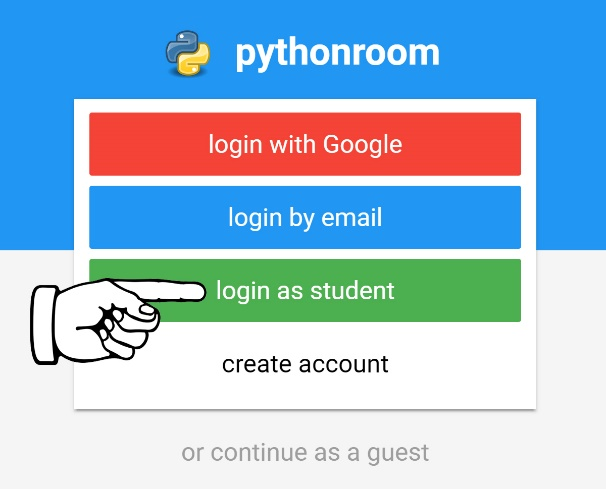 pythonroom
login with Google
login by email
login as student
create account
or continue as a guest